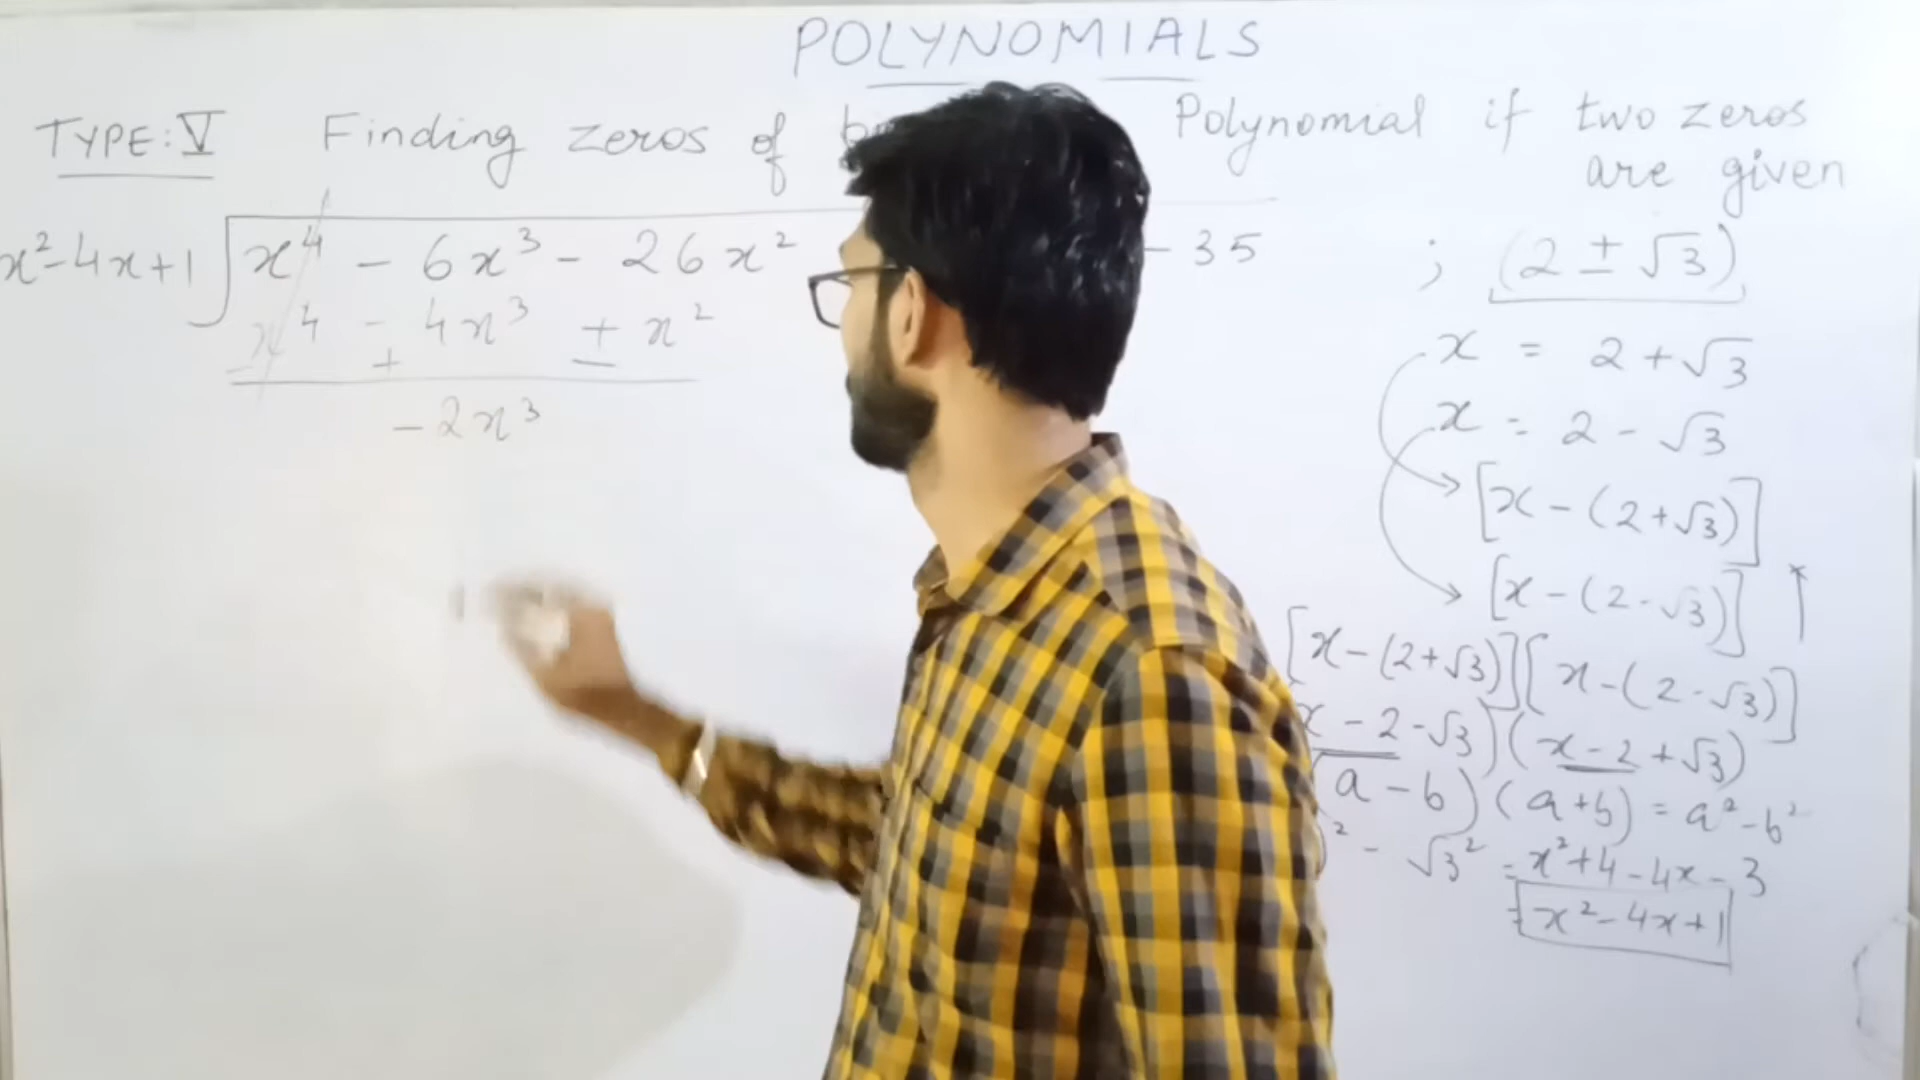 POLYNOMIALS
TYPE: V Finding zeros of Polynomial if two zeros
are given
x²-4x+1 x⁴ - 6x³ - 26x² - 35 ; (2 ± √3)
x⁴ - 4x³ + x²
- + -
-2x³
x = 2 + √3
x = 2 - √3
[x - (2+√3)]
[x - (2-√3)]
[x-(2+√3)][x-(2-√3)]
x-2-√3)(x-2+√3)
(a-b)(a+b) = a²-b²
)² - √3² = x²+4-4x-3
= x²-4x+1